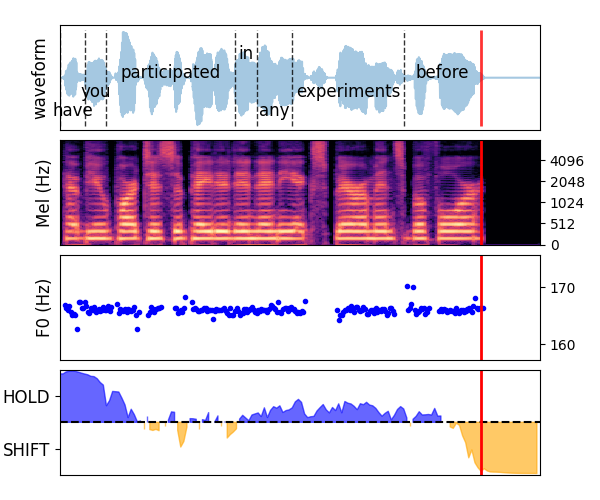 waveform
have
you
participated
in
any
experiments
before
Mel (Hz)
4096
2048
1024
512
0
F0 (Hz)
170
160
HOLD
SHIFT